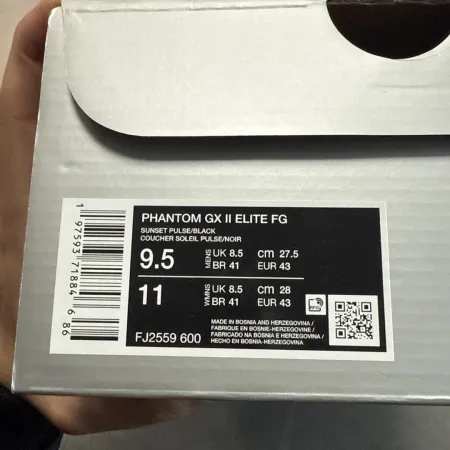 PHANTOM GX II ELITE FG
SUNSET PULSE/BLACK
COUCHER SOLEIL PULSE/NOIR
9.5 MENS UK 8.5 cm 27.5
BR 41 EUR 43
11 WMNS UK 8.5 cm 28
BR 41 EUR 43
MADE IN BOSNIA AND HERZEGOVINA /
FABRIQUE EN BOSNIE-HERZEGOVINE /
FABRICADO NA BOSNIA E HERZEGOVINA /
HECHO EN BOSNIA-HERZEGOVINA
FJ2559 600
1 97593 71884 6 86